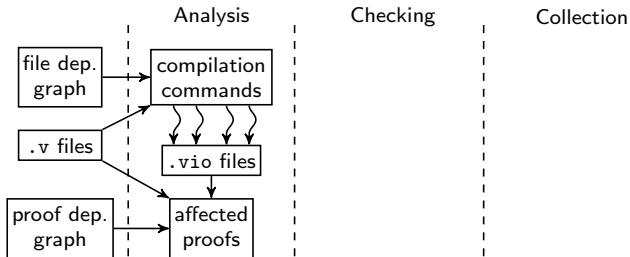 Analysis
Checking
Collection
file dep.
graph
compilation
commands
.v files
.vio files
proof dep.
graph
affected
proofs